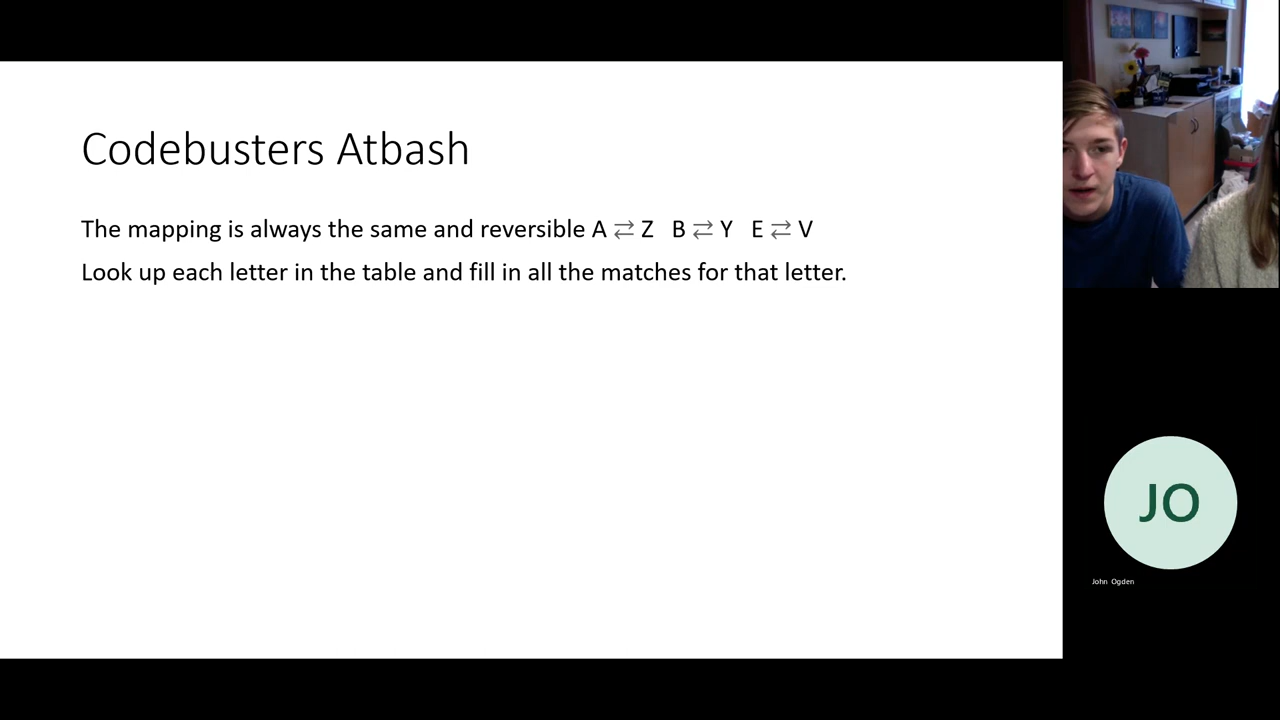 Codebusters Atbash
The mapping is always the same and reversible A ⇄ Z B ⇄ Y E ⇄ V
Look up each letter in the table and fill in all the matches for that letter.
JO
John Ogden